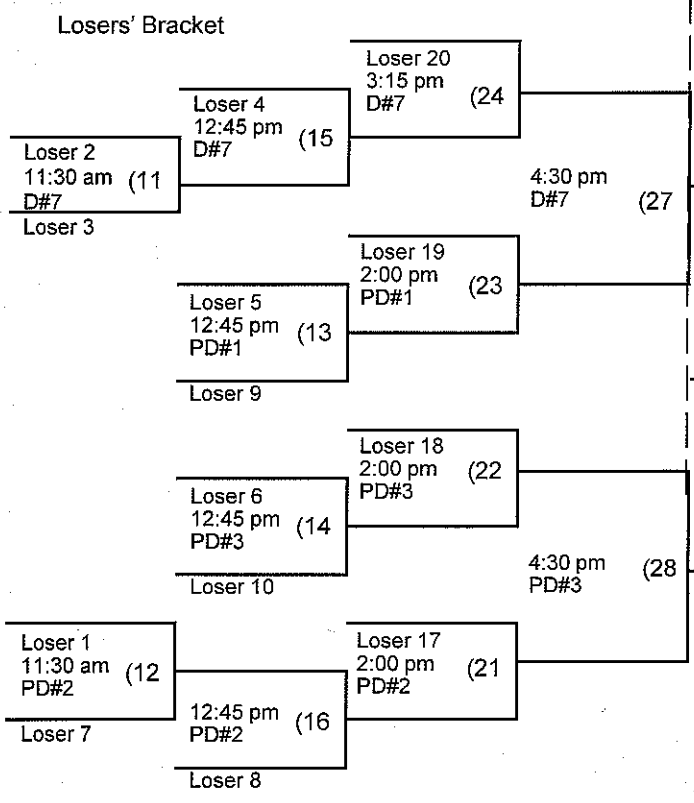 Losers' Bracket
Loser 20
3:15 pm
D#7
(24
Loser 4
12:45 pm
D#7
(15
Loser 2
11:30 am
D#7
(11
Loser 3
4:30 pm
D#7
(27
Loser 19
2:00 pm
PD#1
(23
Loser 5
12:45 pm
PD#1
(13
Loser 9
Loser 18
2:00 pm
PD#3
(22
Loser 6
12:45 pm
PD#3
(14
Loser 10
4:30 pm
PD#3
(28
Loser 1
11:30 am
PD#2
(12
Loser 7
Loser 17
2:00 pm
PD#2
(21
12:45 pm
PD#2
(16
Loser 8